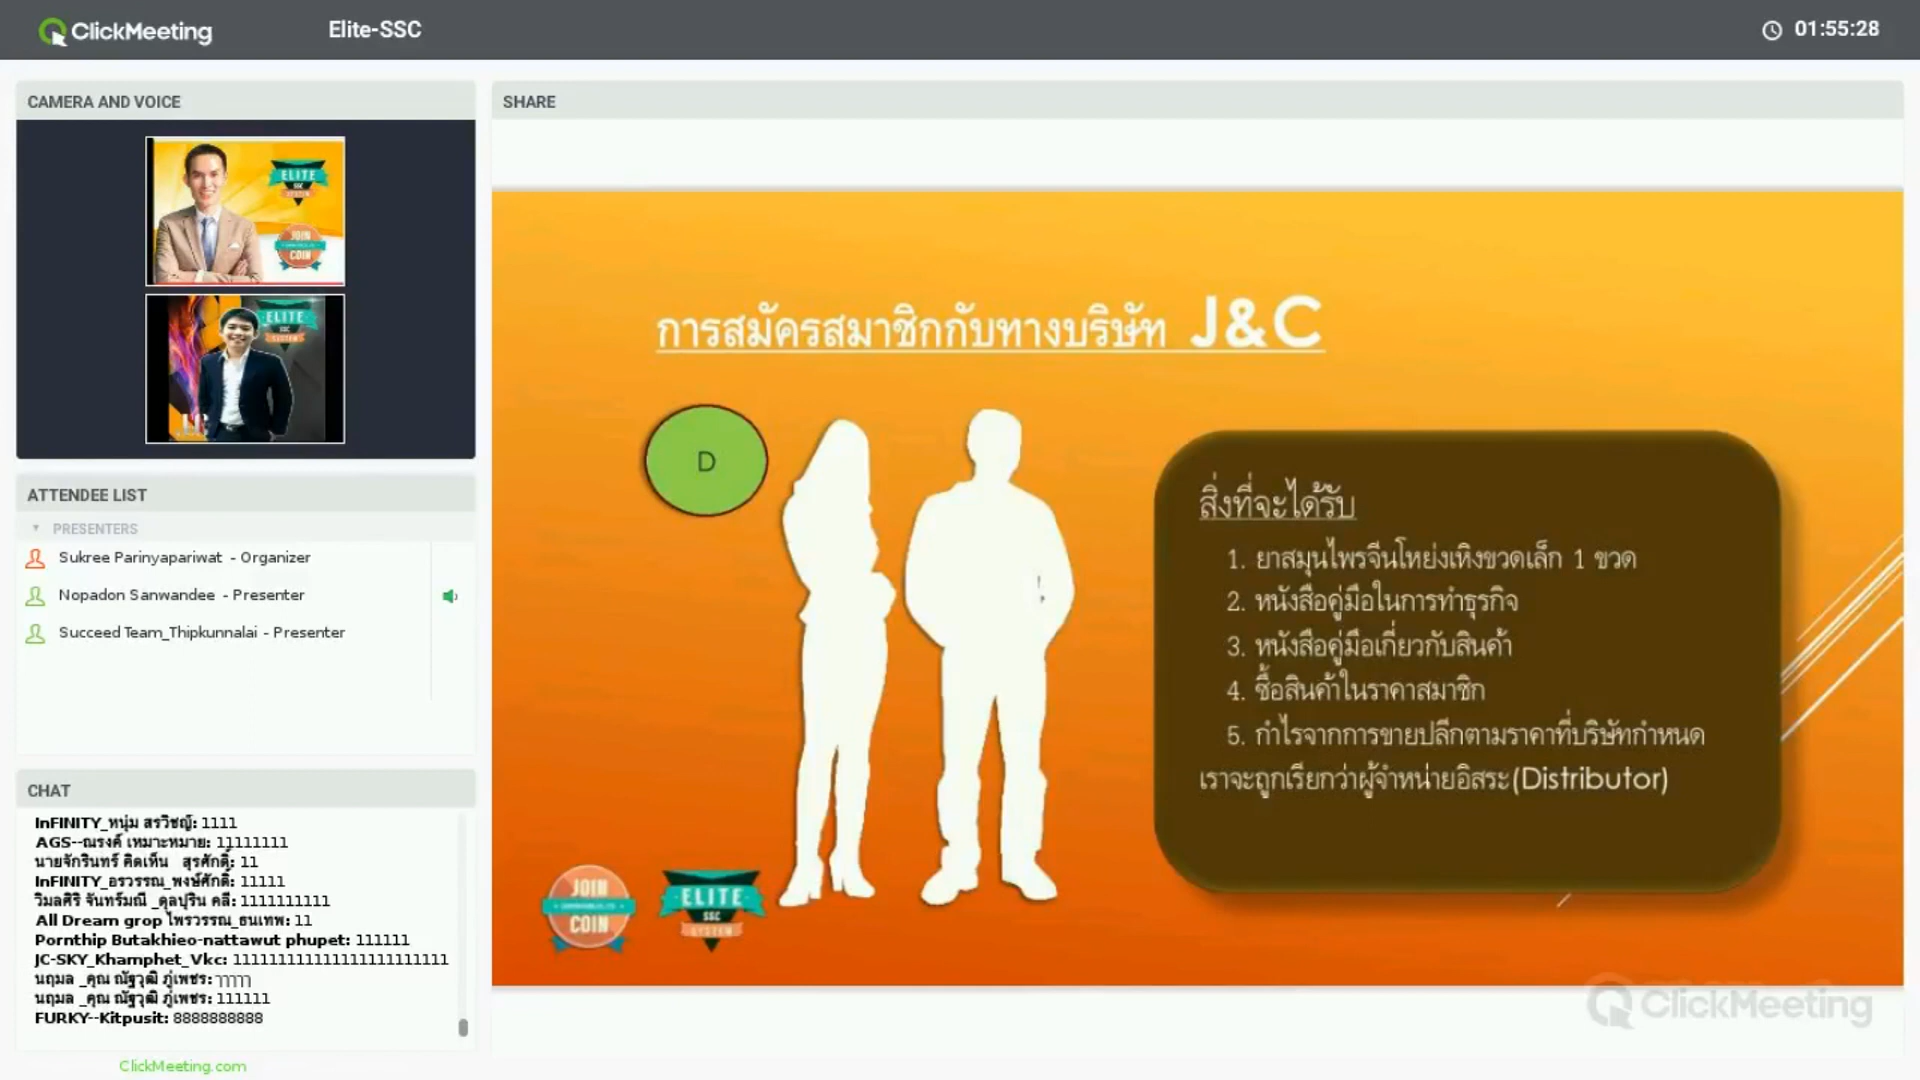 ClickMeeting
Elite-SSC
01:55:28
CAMERA AND VOICE
ELITE
SSC
SYSTEM
JOIN
COIN
ELITE
SSC
SYSTEM
ATTENDEE LIST
PRESENTERS
Sukree Parinyapariwat - Organizer
Nopadon Sanwandee - Presenter
Succeed Team_Thipkunnalai - Presenter
CHAT
InFINITY_หนุ่ม สรวิชญ์: 1111
AGS--ณรงค์ เหมาะหมาย: 11111111
นายจักรินทร์ คิดเห็น สุรศักดิ์: 11
InFINITY_อรวรรณ_พงษ์ศักดิ์: 11111
วิมลศิริ จันทร์มณี _ดุลปุริน คลี: 1111111111
All Dream grop ไพรวรรณ_ธนเทพ: 11
Pornthip Butakhieo-nattawut phupet: 111111
JC-SKY_Khamphet_Vkc: 111111111111111111111111
นฤมล _คุณ ณัฐวุฒิ ภู่เพชร: ๅๅๅๅๅ
นฤมล _คุณ ณัฐวุฒิ ภู่เพชร: 111111
FURKY--Kitpusit: 8888888888
ClickMeeting.com
SHARE
การสมัครสมาชิกกับทางบริษัท J&C
D
สิ่งที่จะได้รับ
1. ยาสมุนไพรจีนโหย่งเหิงขวดเล็ก 1 ขวด
2. หนังสือคู่มือในการทำธุรกิจ
3. หนังสือคู่มือเกี่ยวกับสินค้า
4. ซื้อสินค้าในราคาสมาชิก
5. กำไรจากการขายปลีกตามราคาที่บริษัทกำหนด
เราจะถูกเรียกว่าผู้จำหน่ายอิสระ(Distributor)
JOIN
COIN
ELITE
SSC
SYSTEM
ClickMeeting